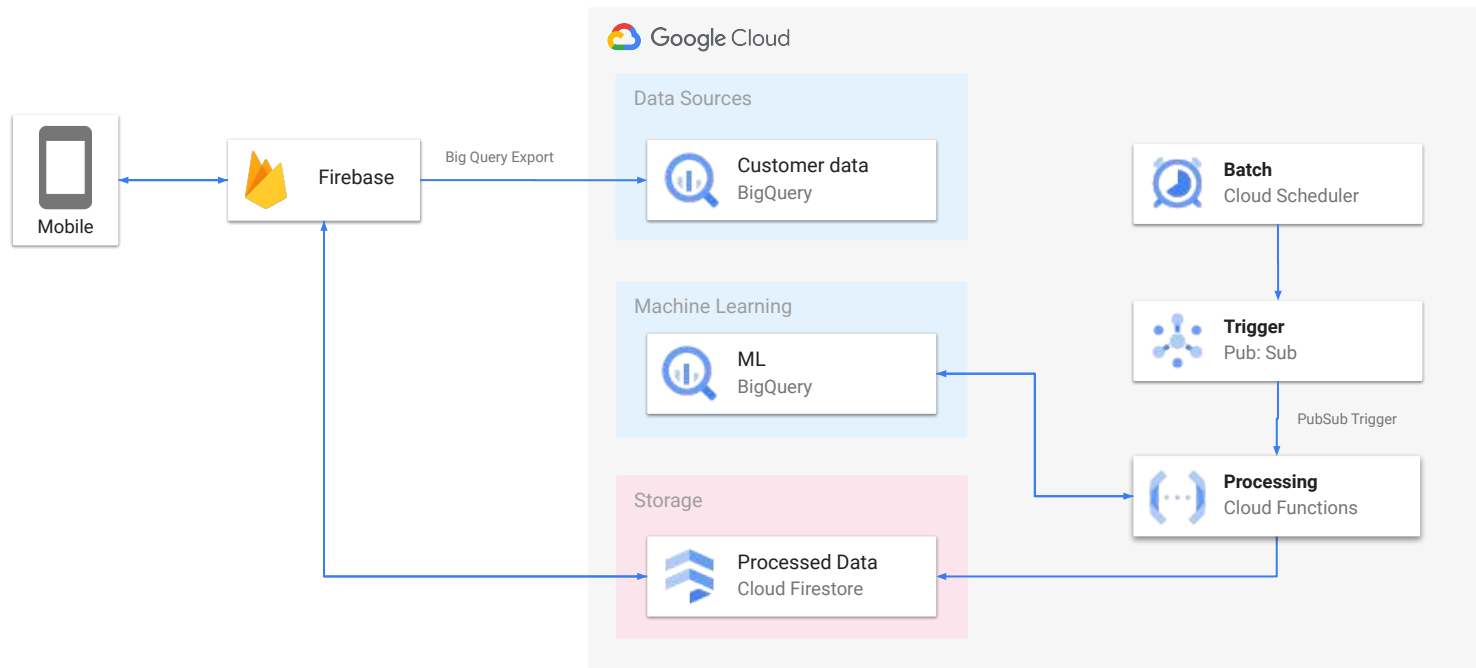 Google Cloud
Data Sources
Customer data
BigQuery
Mobile
Firebase
Big Query Export
Machine Learning
ML
BigQuery
Storage
Processed Data
Cloud Firestore
Batch
Cloud Scheduler
Trigger
Pub: Sub
PubSub Trigger
Processing
Cloud Functions